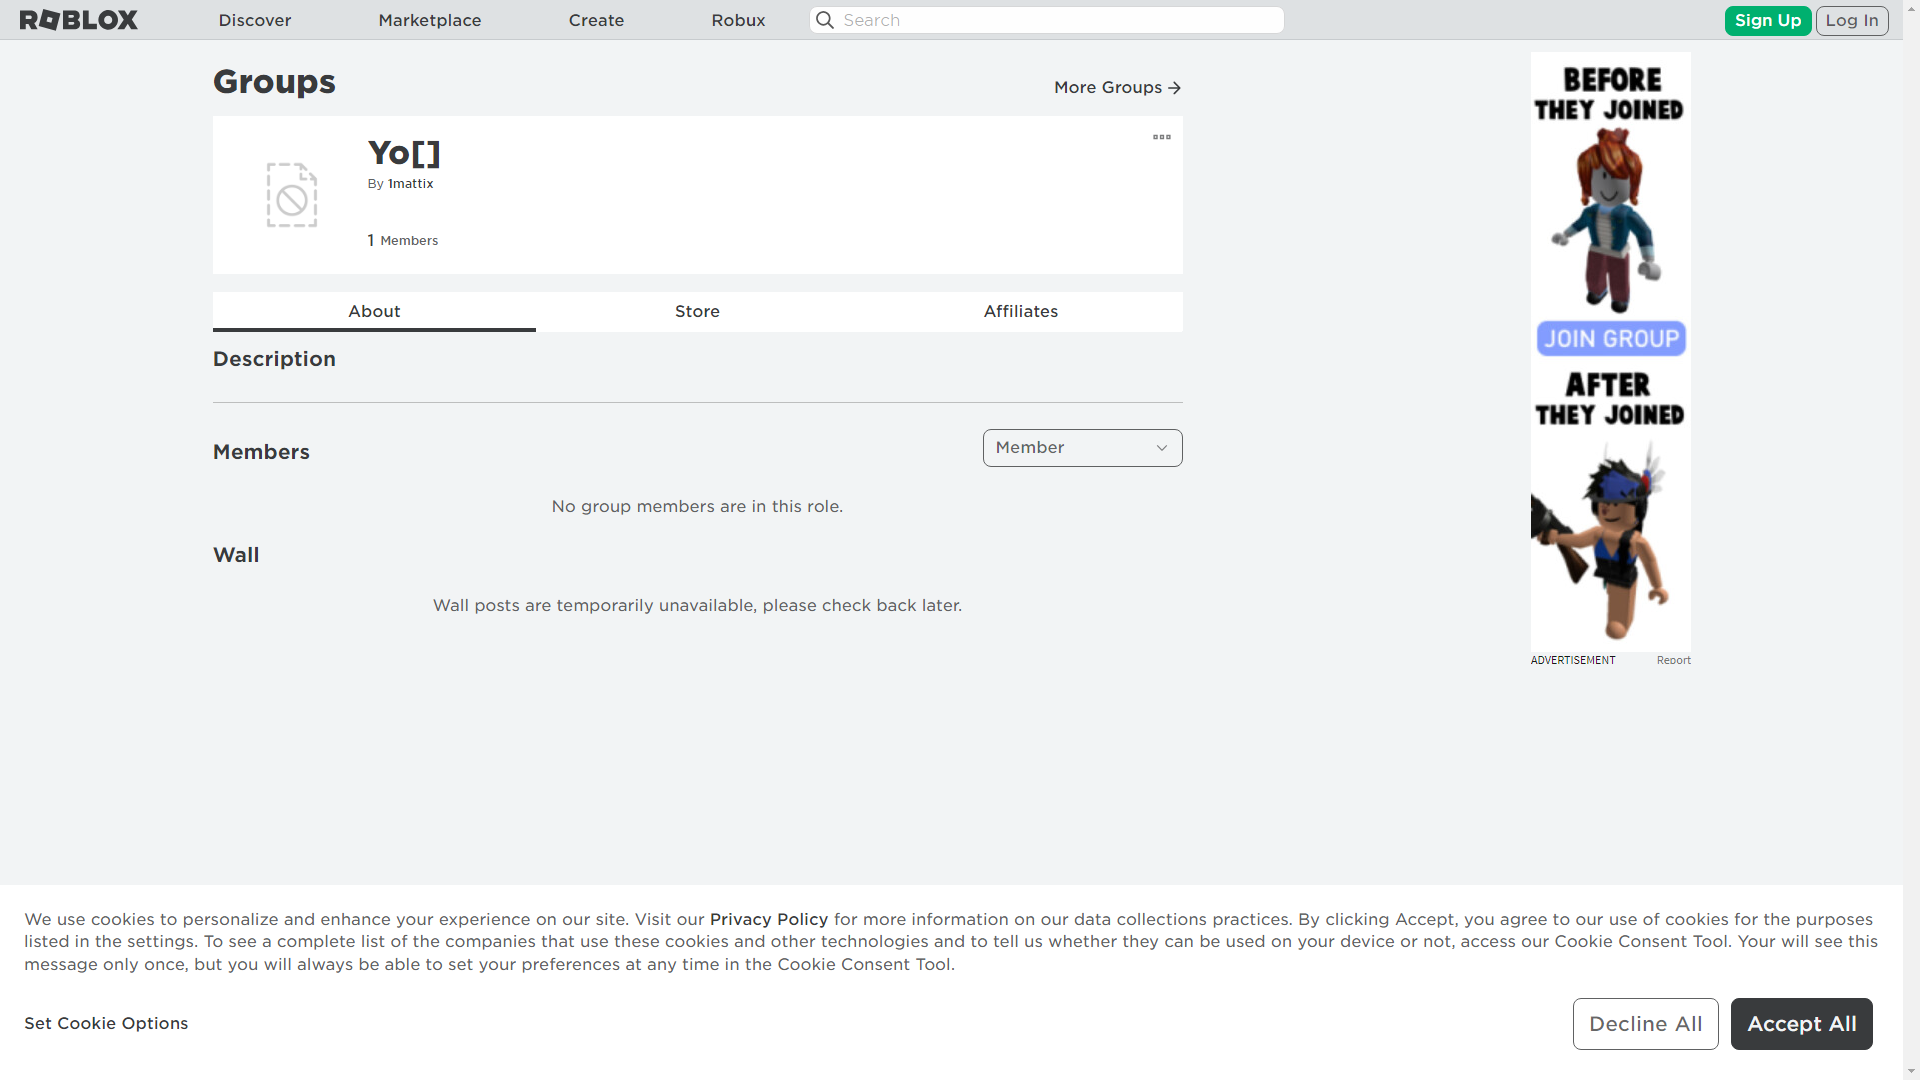 ROBLOX
Discover
Marketplace
Create
Robux
Search
Sign Up
Log In
Groups
More Groups
Yo[]
By 1mattix
1 Members
About
Store
Affiliates
Description
Members
Member
No group members are in this role.
Wall
Wall posts are temporarily unavailable, please check back later.
BEFORE
THEY JOINED
JOIN GROUP
AFTER
THEY JOINED
ADVERTISEMENT
Report
We use cookies to personalize and enhance your experience on our site. Visit our Privacy Policy for more information on our data collections practices. By clicking Accept, you agree to our use of cookies for the purposes
listed in the settings. To see a complete list of the companies that use these cookies and other technologies and to tell us whether they can be used on your device or not, access our Cookie Consent Tool. Your will see this
message only once, but you will always be able to set your preferences at any time in the Cookie Consent Tool.
Set Cookie Options
Decline All
Accept All